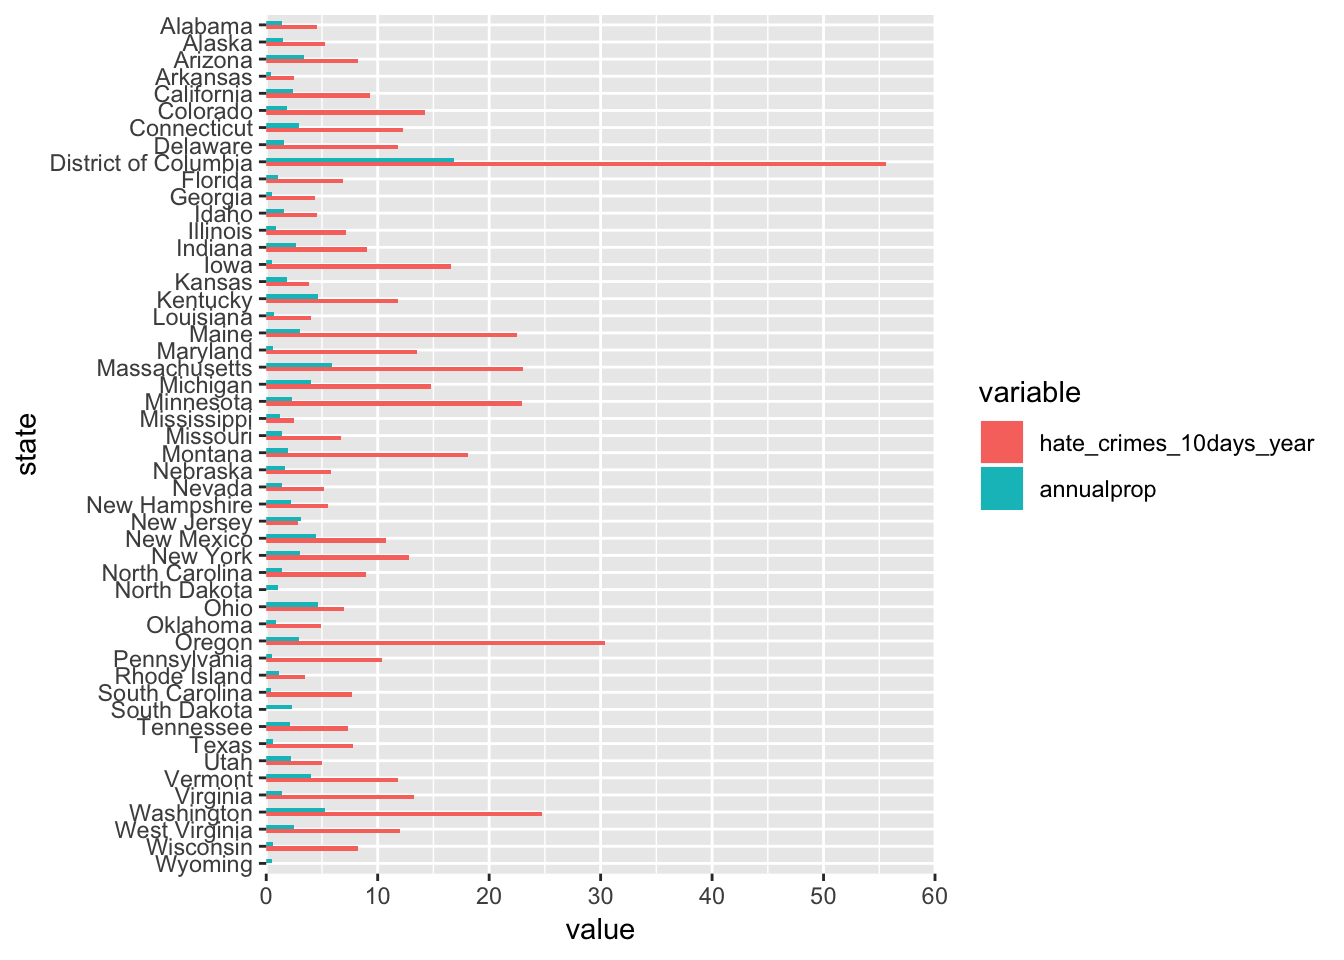 Alabama
Alaska
Arizona
Arkansas
California
Colorado
Connecticut
Delaware
District of Columbia
Florida
Georgia
Idaho
Illinois
Indiana
Iowa
Kansas
Kentucky
Louisiana
Maine
Maryland
Massachusetts
Michigan
Minnesota
Mississippi
Missouri
Montana
Nebraska
Nevada
New Hampshire
New Jersey
New Mexico
New York
North Carolina
North Dakota
Ohio
Oklahoma
Oregon
Pennsylvania
Rhode Island
South Carolina
South Dakota
Tennessee
Texas
Utah
Vermont
Virginia
Washington
West Virginia
Wisconsin
Wyoming
0 10 20 30 40 50 60
value
state
variable
hate_crimes_10days_year
annualprop